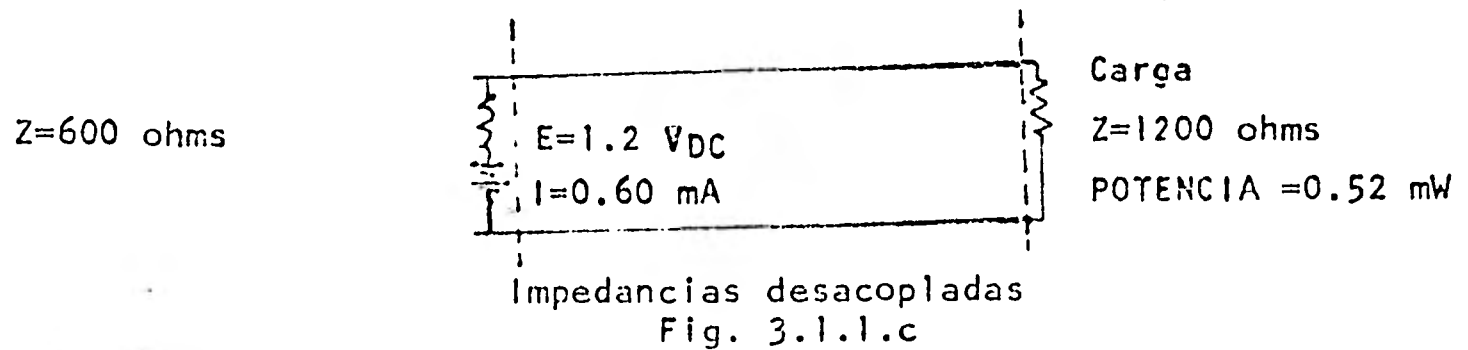 Carga
Z=600 ohms
E=1.2 VDC
Z=1200 ohms
I=0.60 mA
POTENCIA =0.52 mW
Impedancias desacopladas
Fig. 3.1.1.c